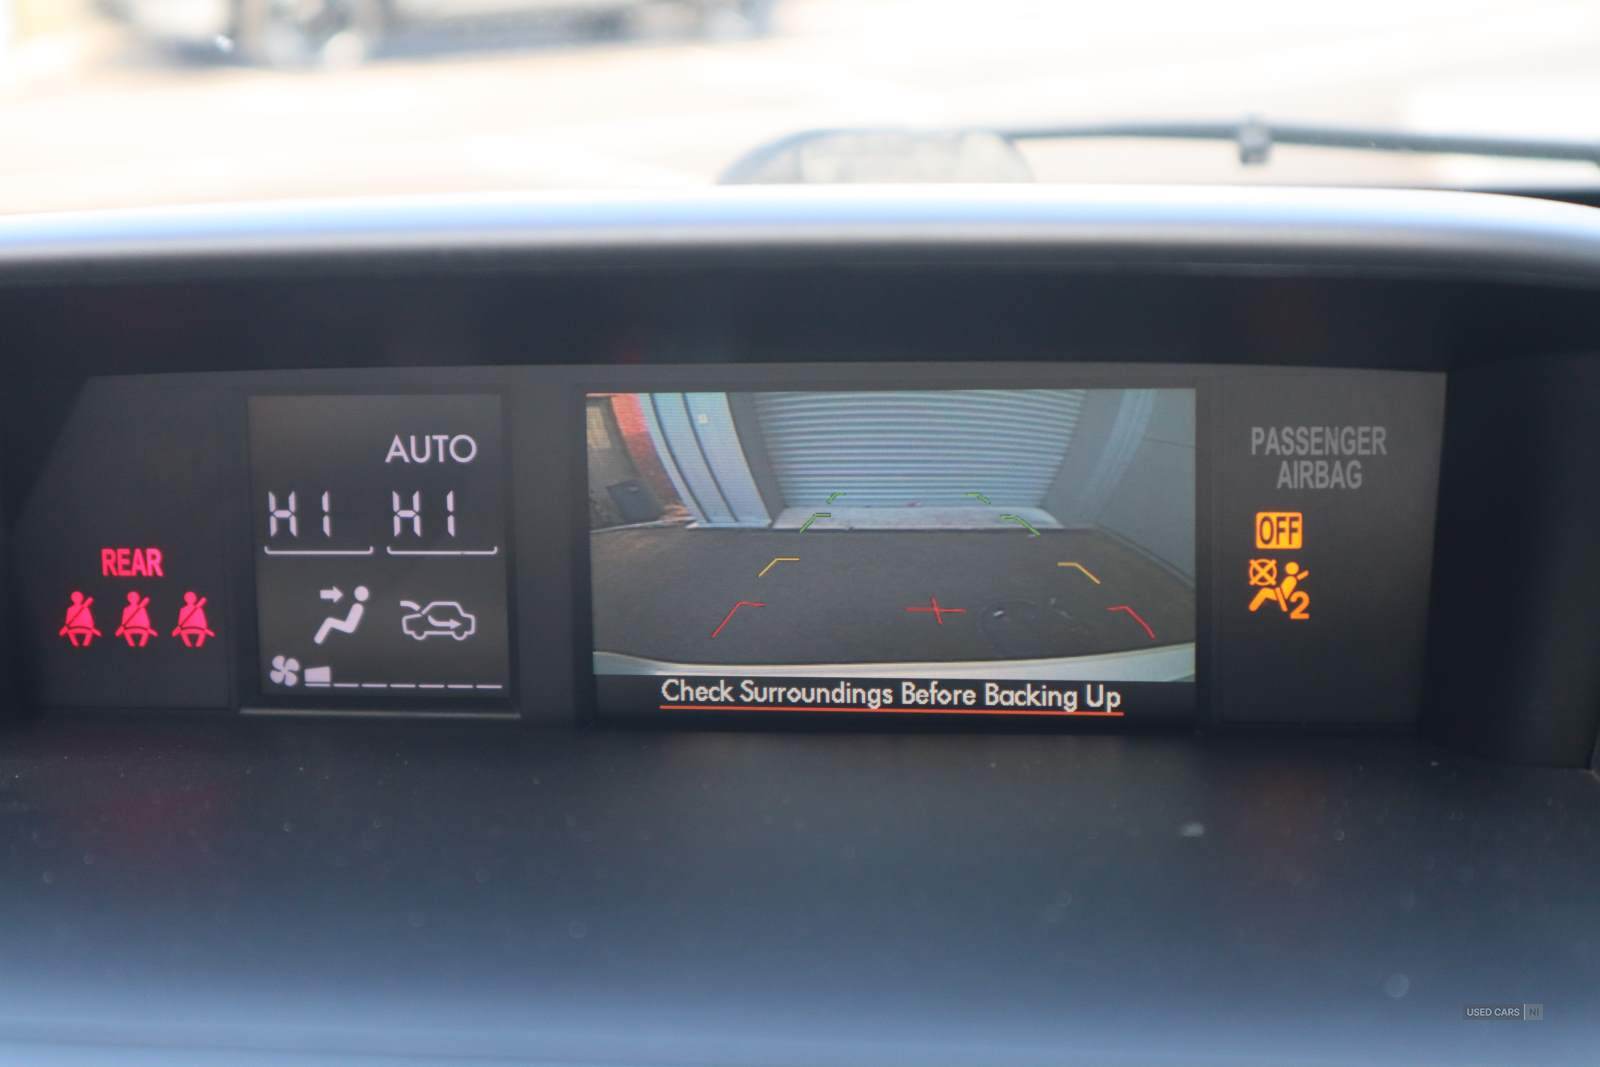 REAR
AUTO
HI HI
Check Surroundings Before Backing Up
PASSENGER
AIRBAG
OFF
2
USED CARS NI